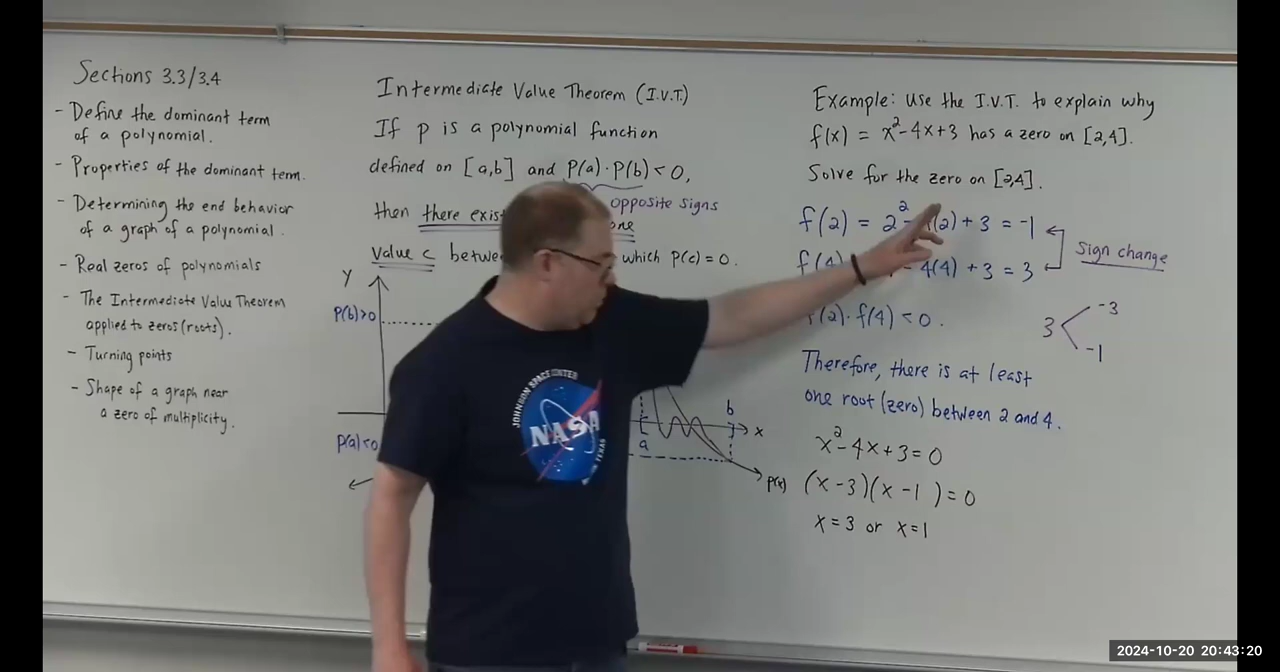 Sections 3.3/3.4
- Define the dominant term
of a polynomial.
- Properties of the dominant term.
- Determining the end behavior
of a graph of a polynomial.
- Real zeros of polynomials
- The Intermediate Value Theorem
applied to zeros (roots).
- Turning points
- Shape of a graph near
a zero of multiplicity.
Intermediate Value Theorem (I.V.T.)
If p is a polynomial function
defined on [a,b] and p(a)·p(b)<0,
opposite signs
then there one
value c which p(c)=0.
y
P(b)>0
P(a)<0
a
b
x
p(x)
JOHNSON SPACE CENTER
NASA
Example: Use the I.V.T. to explain why
f(x) = x²-4x+3 has a zero on [2,4].
Solve for the zero on [2,4].
f(2) = 2² (2)+3 = -1
- 4(4) + 3 = 3
Sign change
f(2)·f(4)<0.
3
-3
-1
Therefore, there is at least
one root (zero) between 2 and 4.
x²-4x+3=0
(x-3)(x-1)=0
x=3 or x=1
2024-10-20 20:43:20